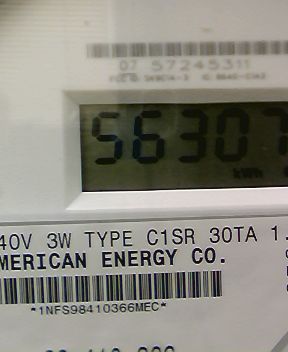 07 57245311
56307
kWh
40V 3W TYPE C1SR 30TA 1.
MERICAN ENERGY CO.
*1NFS98410366MEC*